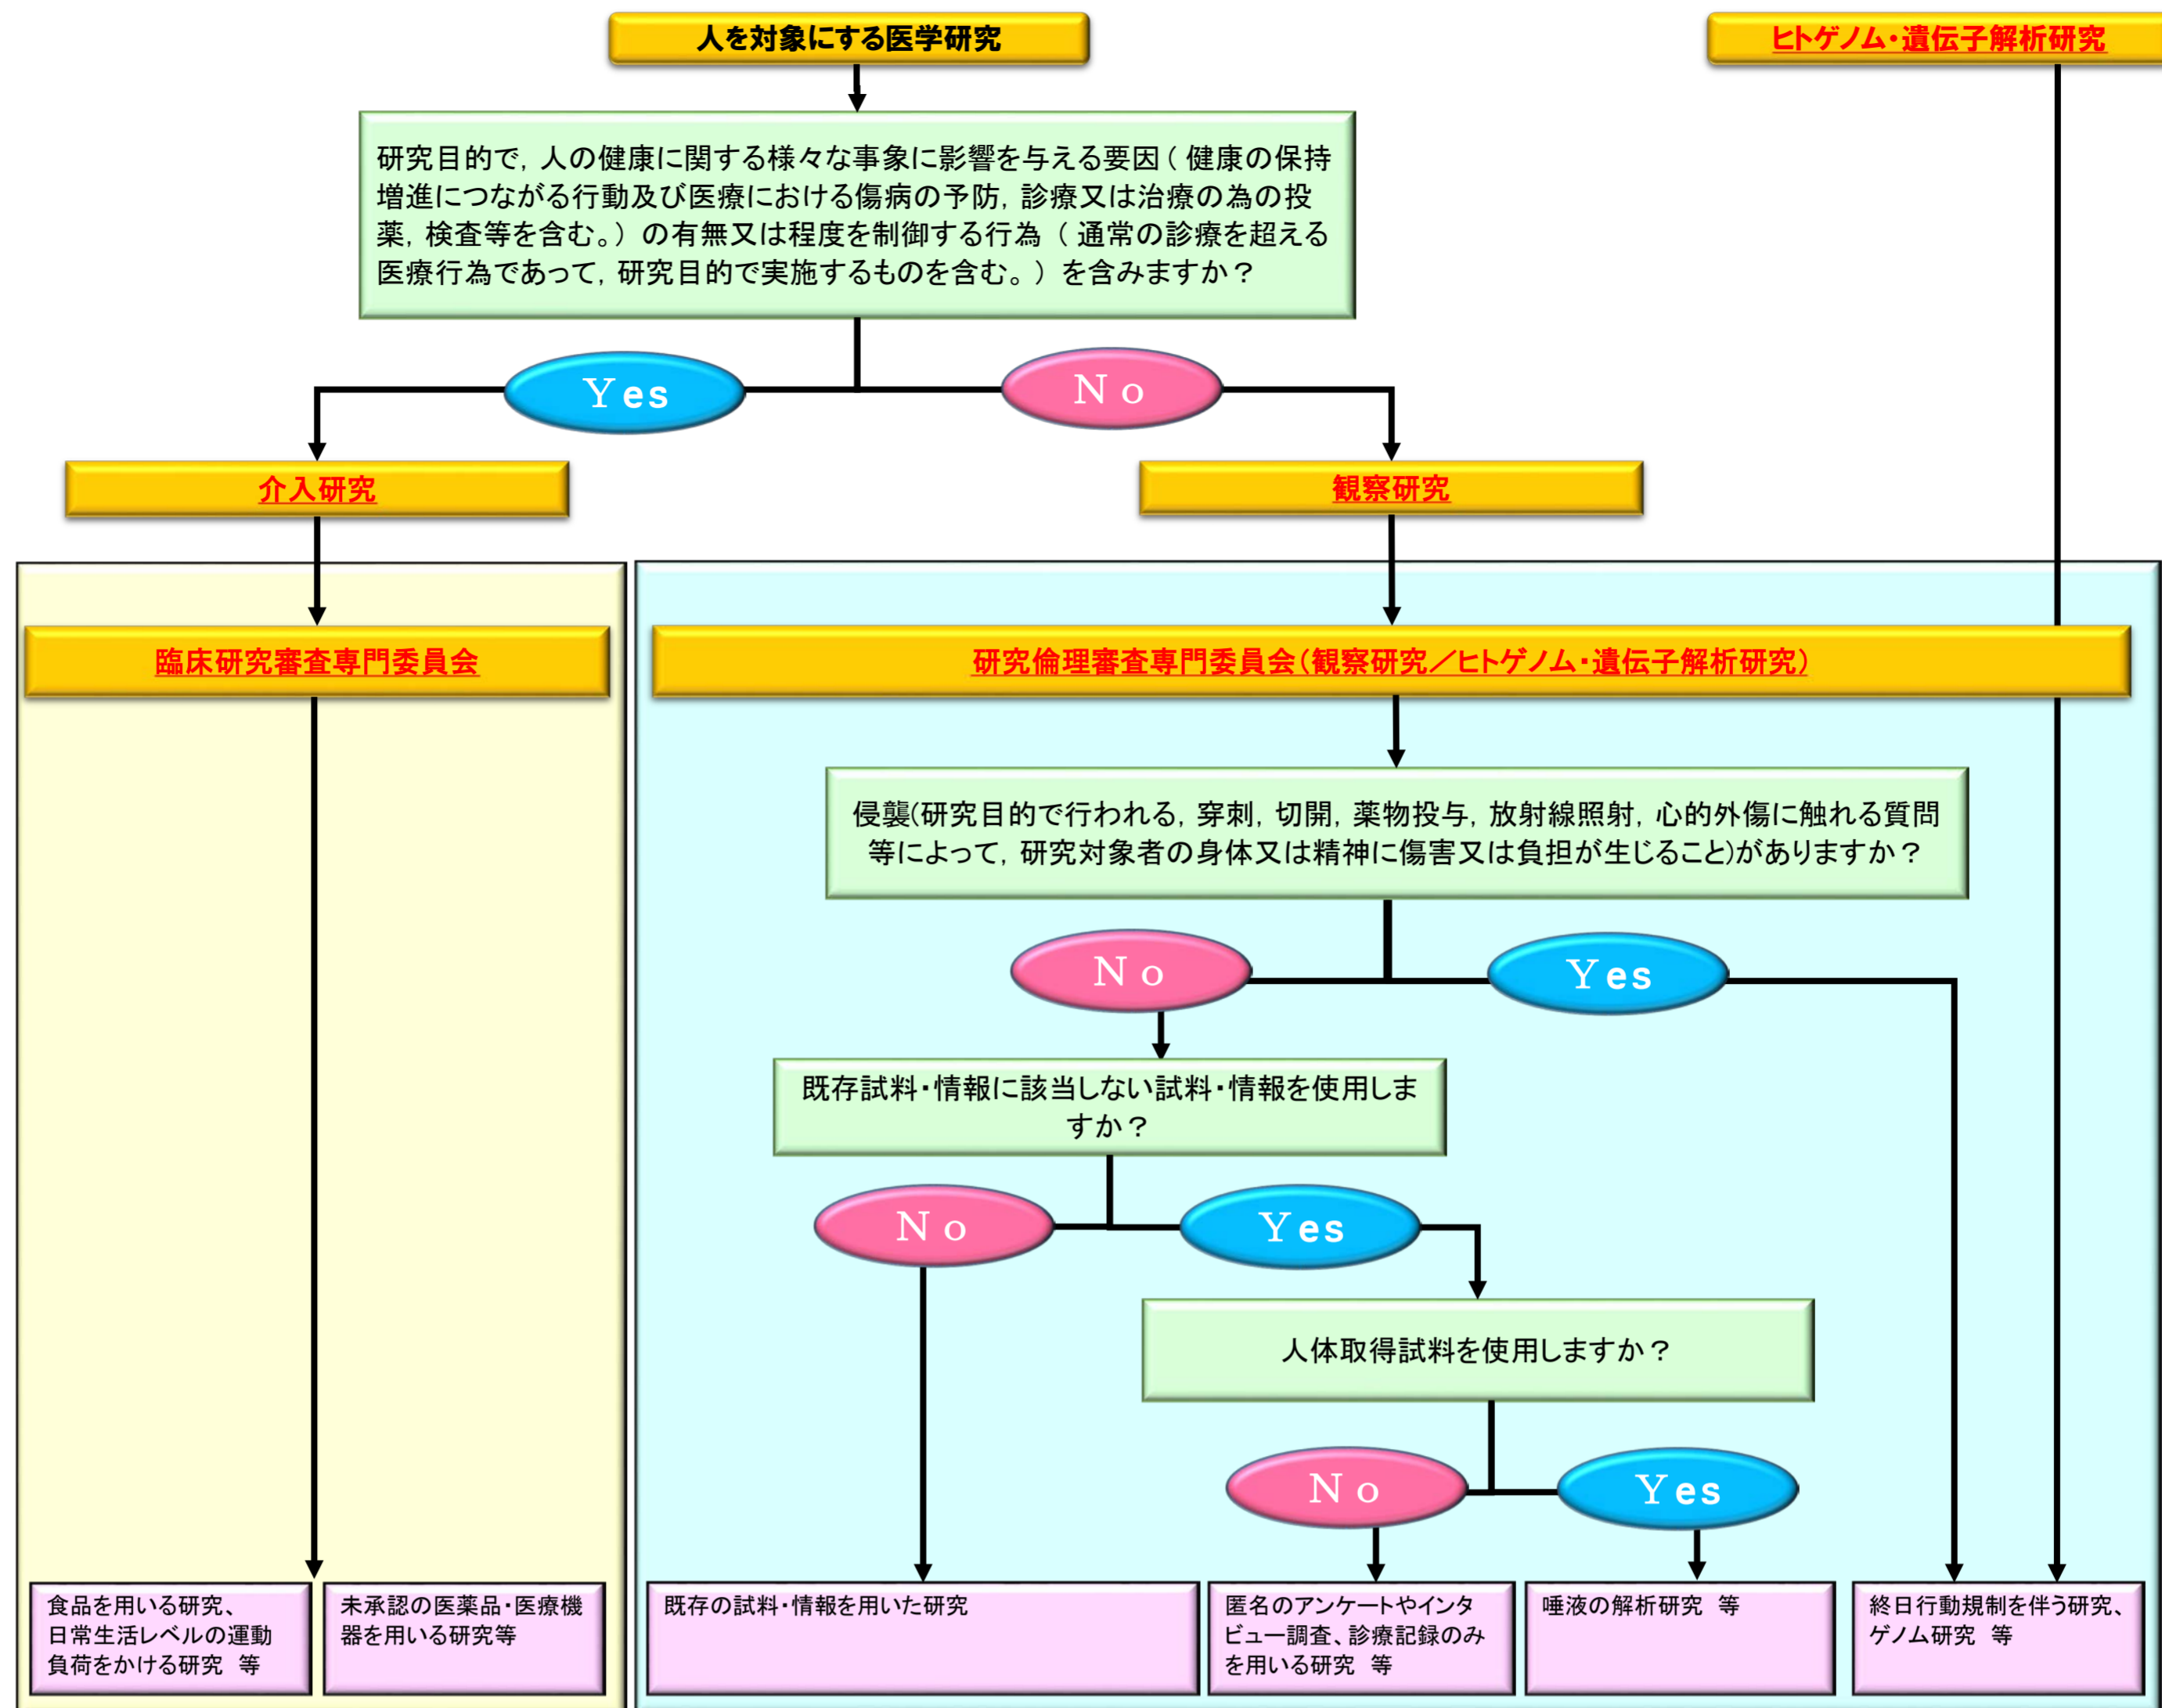 人を対象にする医学研究
ヒトゲノム・遺伝子解析研究
研究目的で，人の健康に関する様々な事象に影響を与える要因（健康の保持
増進につながる行動及び医療における傷病の予防，診療又は治療の為の投
薬，検査等を含む。）の有無又は程度を制御する行為（通常の診療を超える
医療行為であって，研究目的で実施するものを含む。）を含みますか？
Yes
No
介入研究
観察研究
臨床研究審査専門委員会
研究倫理審査専門委員会（観察研究／ヒトゲノム・遺伝子解析研究）
侵襲(研究目的で行われる，穿刺，切開，薬物投与，放射線照射，心的外傷に触れる質問
等によって，研究対象者の身体又は精神に傷害又は負担が生じること)がありますか？
No
Yes
既存試料・情報に該当しない試料・情報を使用しま
すか？
No
Yes
人体取得試料を使用しますか？
No
Yes
食品を用いる研究、
日常生活レベルの運動
負荷をかける研究　等
未承認の医薬品・医療機
器を用いる研究等
既存の試料・情報を用いた研究
匿名のアンケートやインタ
ビュー調査、診療記録のみ
を用いる研究　等
唾液の解析研究　等
終日行動規制を伴う研究、
ゲノム研究　等